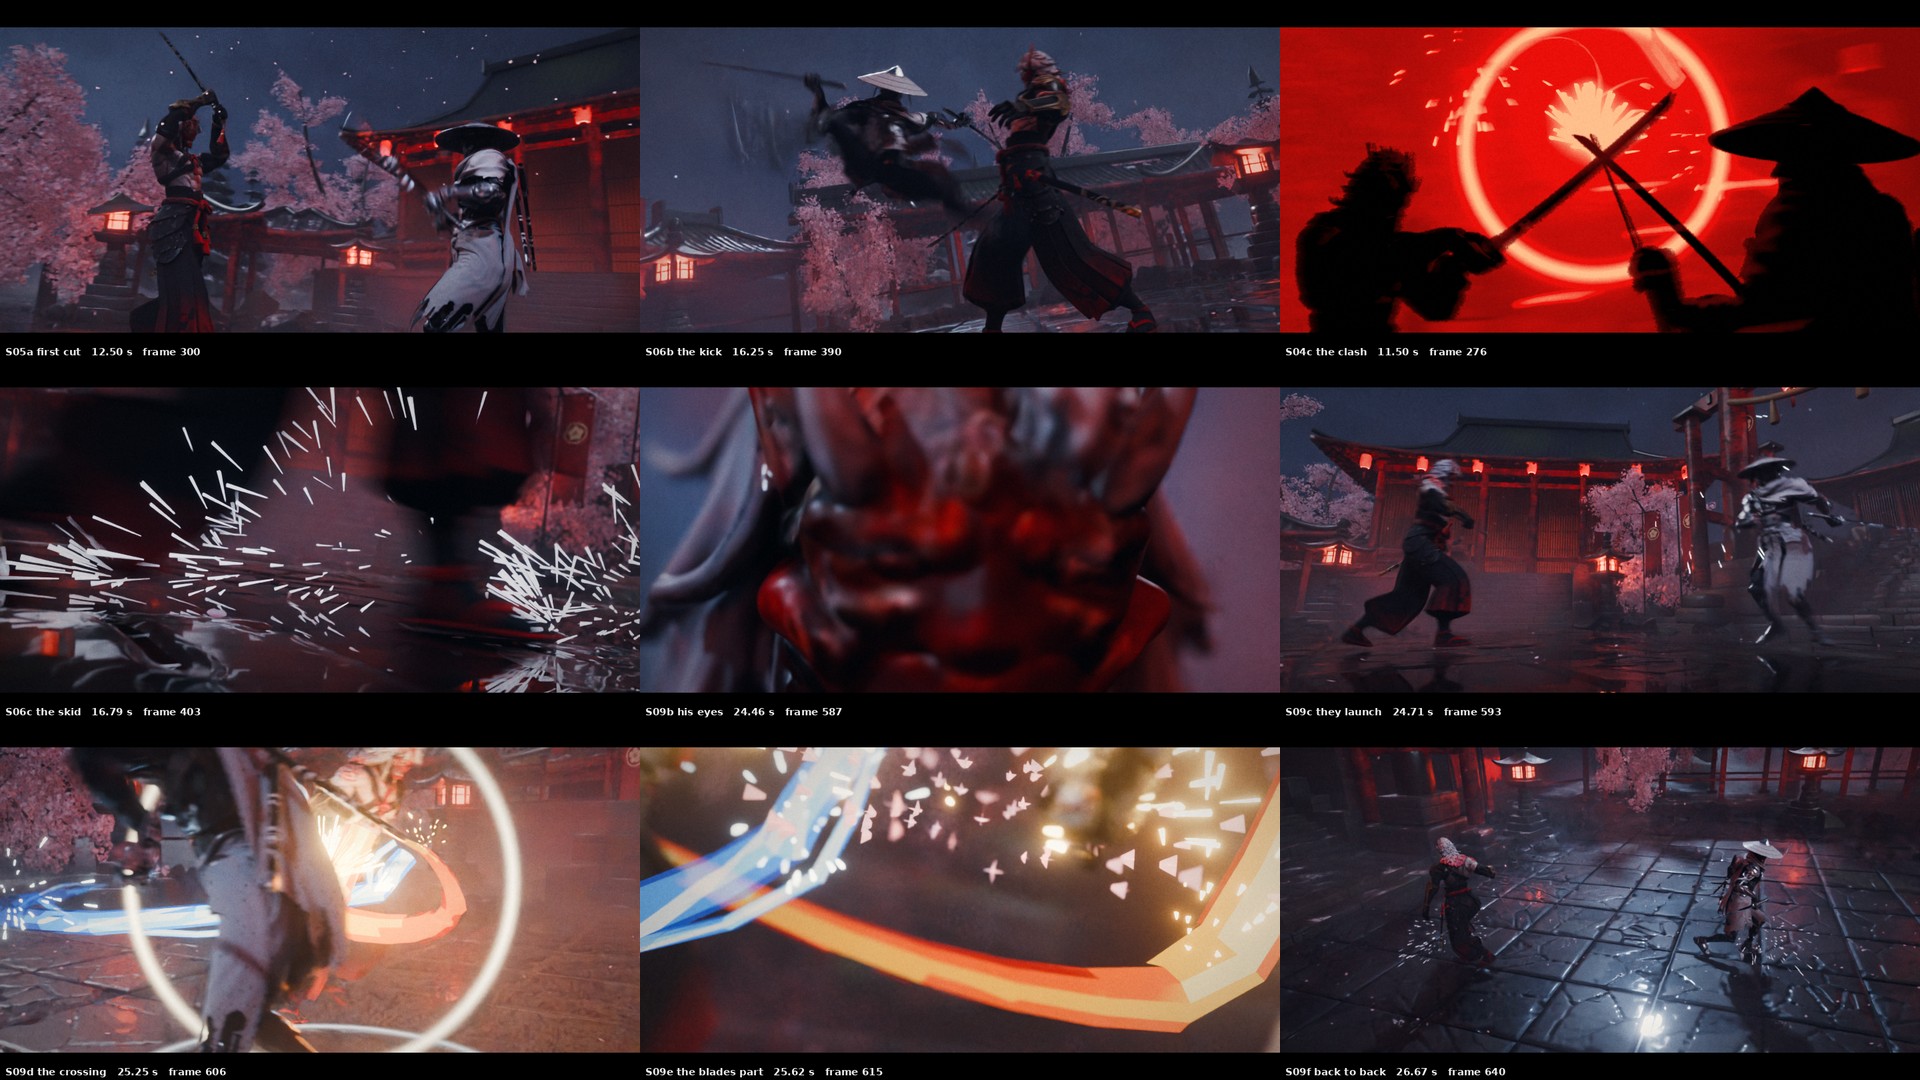 S05a first cut 12.50 s frame 300
S06b the kick 16.25 s frame 390
S04c the clash 11.50 s frame 276
S06c the skid 16.79 s frame 403
S09b his eyes 24.46 s frame 587
S09c they launch 24.71 s frame 593
S09d the crossing 25.25 s frame 606
S09e the blades part 25.62 s frame 615
S09f back to back 26.67 s frame 640